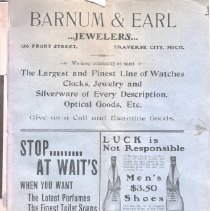 BARNUM & EARL
...JEWELERS...
156 FRONT STREET, TRAVERSE CITY, MICH.
We keep constantly on hand
The Largest and Finest Line of Watches
Clocks, Jewelry and
Silverware of Every Description,
Optical Goods, Etc.
Give us a Call and Examine Goods.
STOP........
AT WAIT'S
WHEN YOU WANT
The Latest Perfumes
The Finest Toilet Soaps
LUCK is
Not Responsible
Men's
$3.50
Shoes